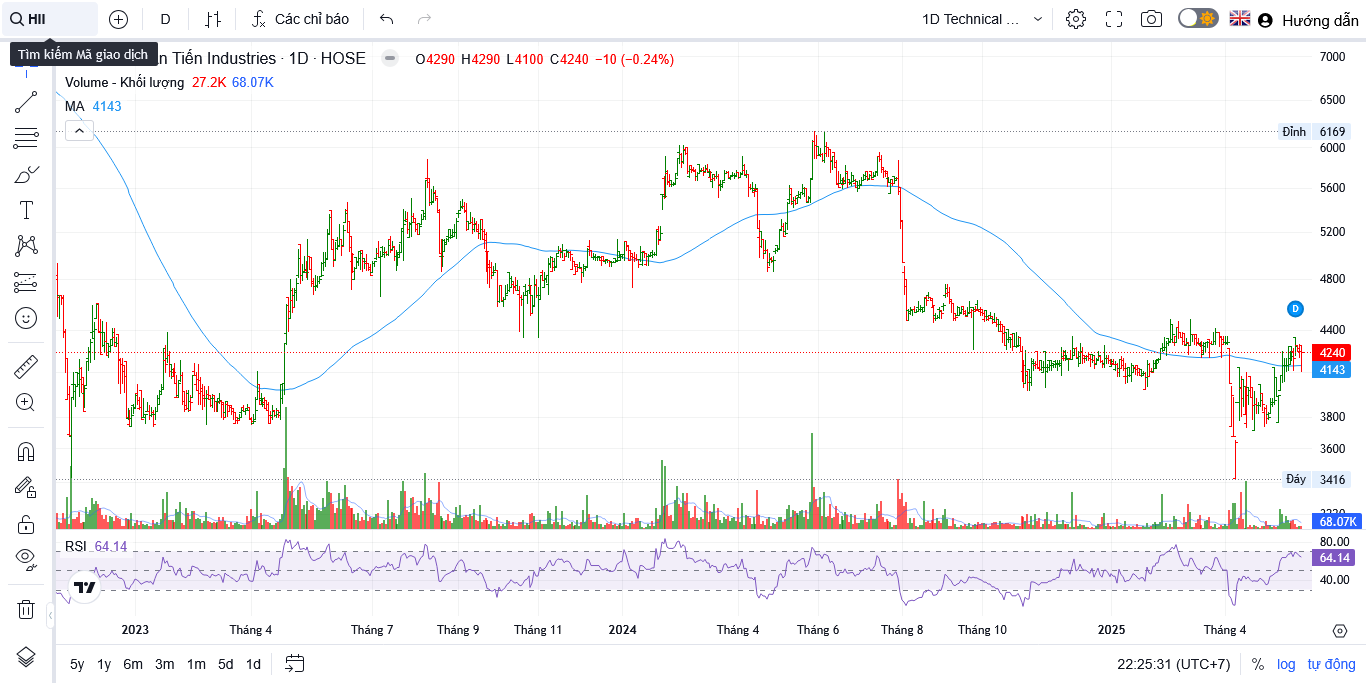 HII
D
Các chỉ báo
1D Technical ...
Hướng dẫn
Tìm kiếm Mã giao dịch
Tiến Industries · 1D · HOSE
O4290 H4290 L4100 C4240 −10 (−0.24%)
Volume - Khối lượng 27.2K 68.07K
MA 4143
7000
6500
Đỉnh 6169
6000
5600
5200
4800
D
4400
4240
4143
3800
3600
Đáy 3416
68.07K
RSI 64.14
80.00
64.14
40.00
2023 Tháng 4 Tháng 7 Tháng 9 Tháng 11 2024 Tháng 4 Tháng 6 Tháng 8 Tháng 10 2025 Tháng 4
5y 1y 6m 3m 1m 5d 1d
22:25:31 (UTC+7) % log tự động